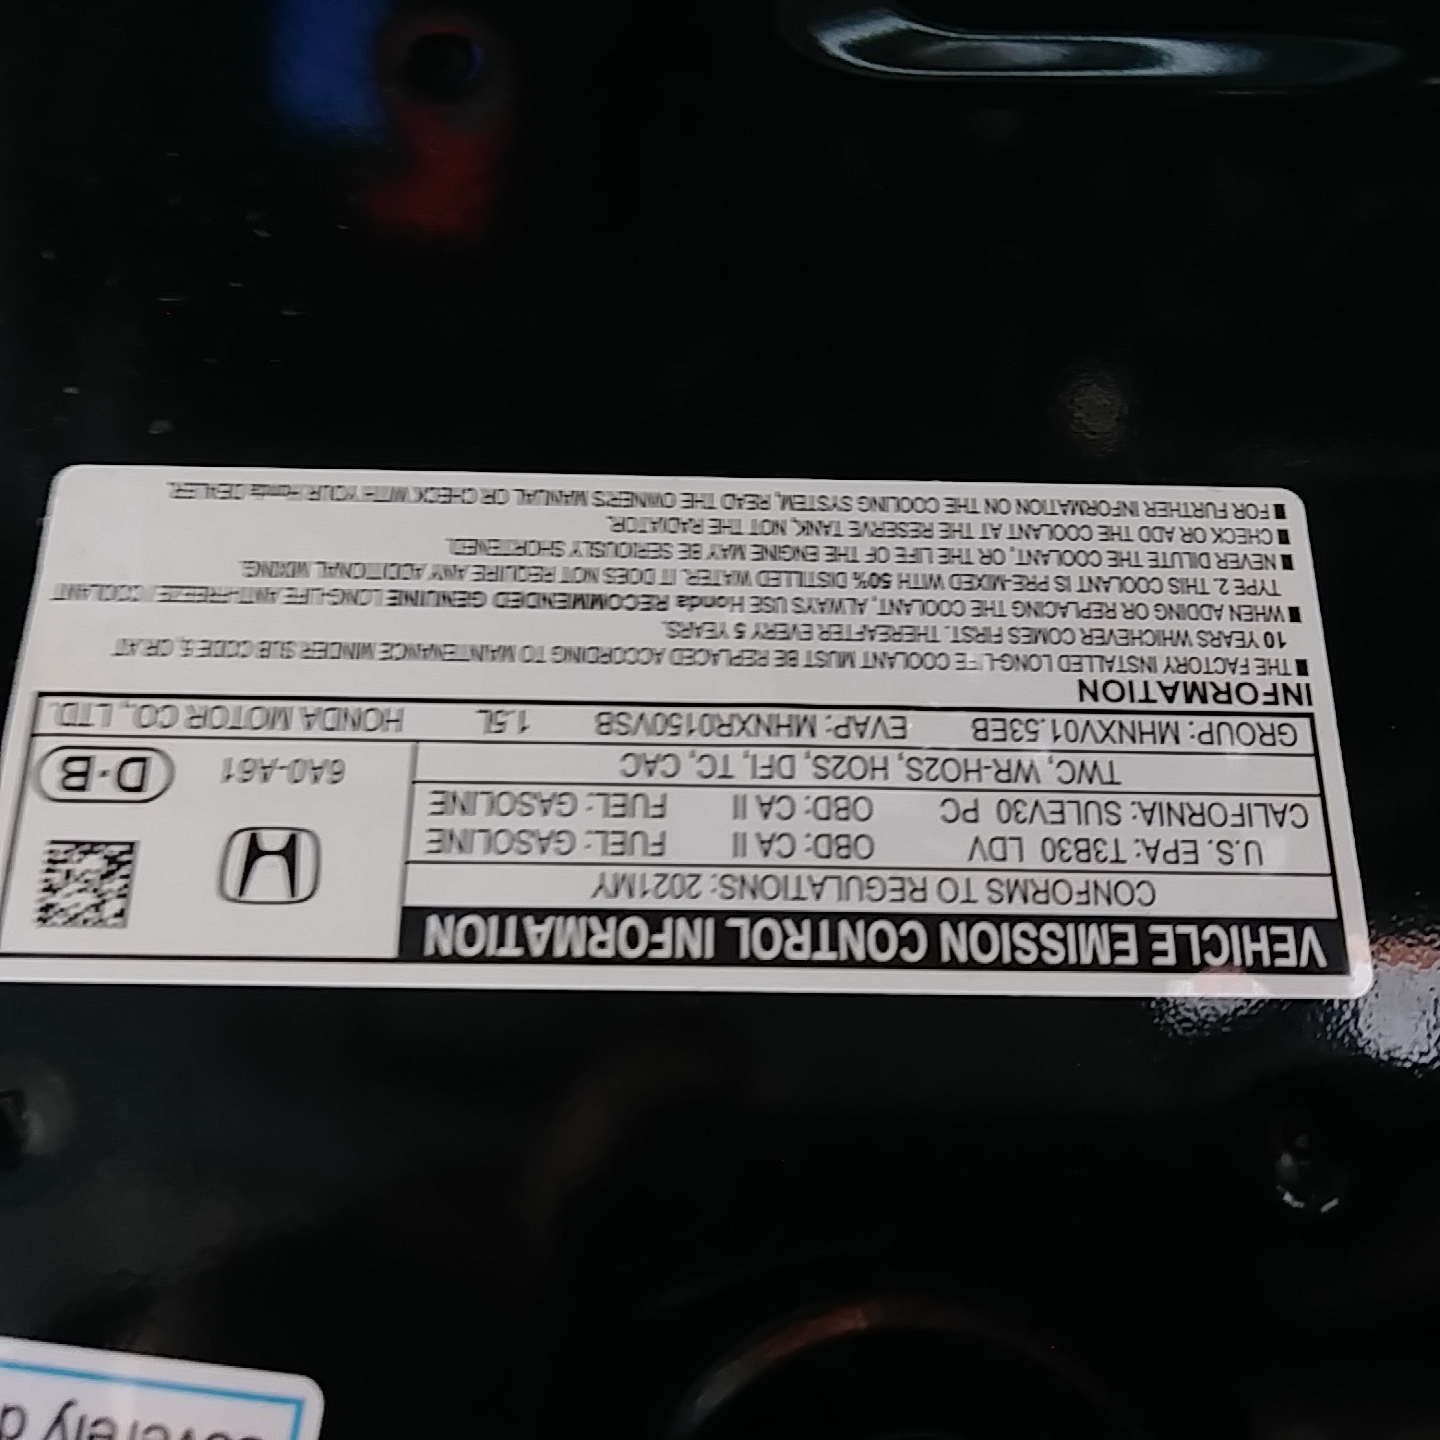 VEHICLE EMISSION CONTROL INFORMATION
CONFORMS TO REGULATIONS: 2021MY
U.S. EPA: T3B30 LDV OBD: CA II FUEL: GASOLINE
CALIFORNIA: SULEV30 PC OBD: CA II FUEL: GASOLINE
TWC, WR-HO2S, HO2S, DFI, TC, CAC
6A0-A61 D·B
GROUP: MHNXV01.53EB EVAP: MHNXR0150VSB 1.5L HONDA MOTOR CO., LTD.
INFORMATION
■ THE FACTORY INSTALLED LONG-LIFE COOLANT MUST BE REPLACED ACCORDING TO MAINTENANCE MINDER SUB CODE 5, OR AT
10 YEARS WHICHEVER COMES FIRST. THEREAFTER EVERY 5 YEARS.
■ WHEN ADDING OR REPLACING THE COOLANT, ALWAYS USE Honda RECOMMENDED GENUINE LONG-LIFE ANTI-FREEZE / COOLANT
TYPE 2. THIS COOLANT IS PRE-MIXED WITH 50% DISTILLED WATER. IT DOES NOT REQUIRE ANY ADDITIONAL MIXING.
■ NEVER DILUTE THE COOLANT, OR THE LIFE OF THE ENGINE MAY BE SERIOUSLY SHORTENED.
■ CHECK OR ADD THE COOLANT AT THE RESERVE TANK, NOT THE RADIATOR.
■ FOR FURTHER INFORMATION ON THE COOLING SYSTEM, READ THE OWNER'S MANUAL OR CHECK WITH YOUR Honda DEALER.